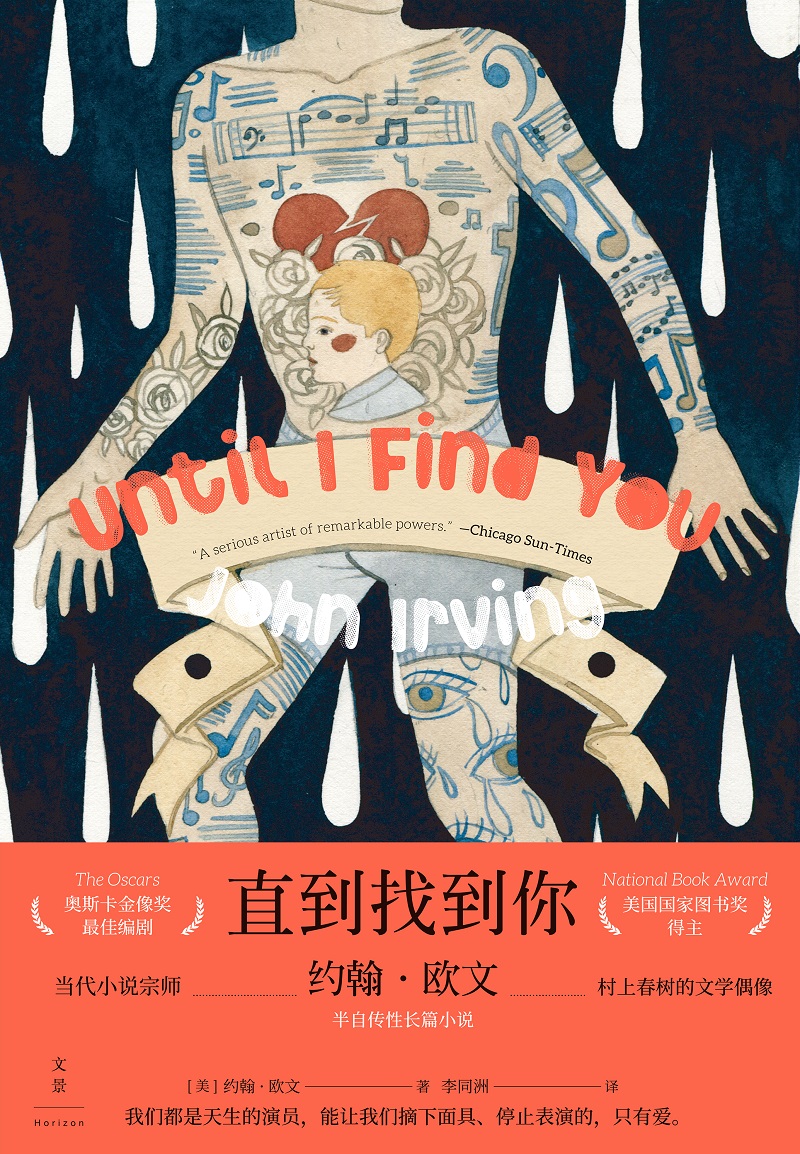 Until I Find You
“A serious artist of remarkable powers.” —Chicago Sun-Times
John Irving
The Oscars
奥斯卡金像奖
最佳编剧
直到找到你
National Book Award
美国国家图书奖
得主
当代小说宗师
约翰·欧文
村上春树的文学偶像
半自传性长篇小说
文景
Horizon
[美] 约翰·欧文 著 李同洲 译
我们都是天生的演员，能让我们摘下面具、停止表演的，只有爱。